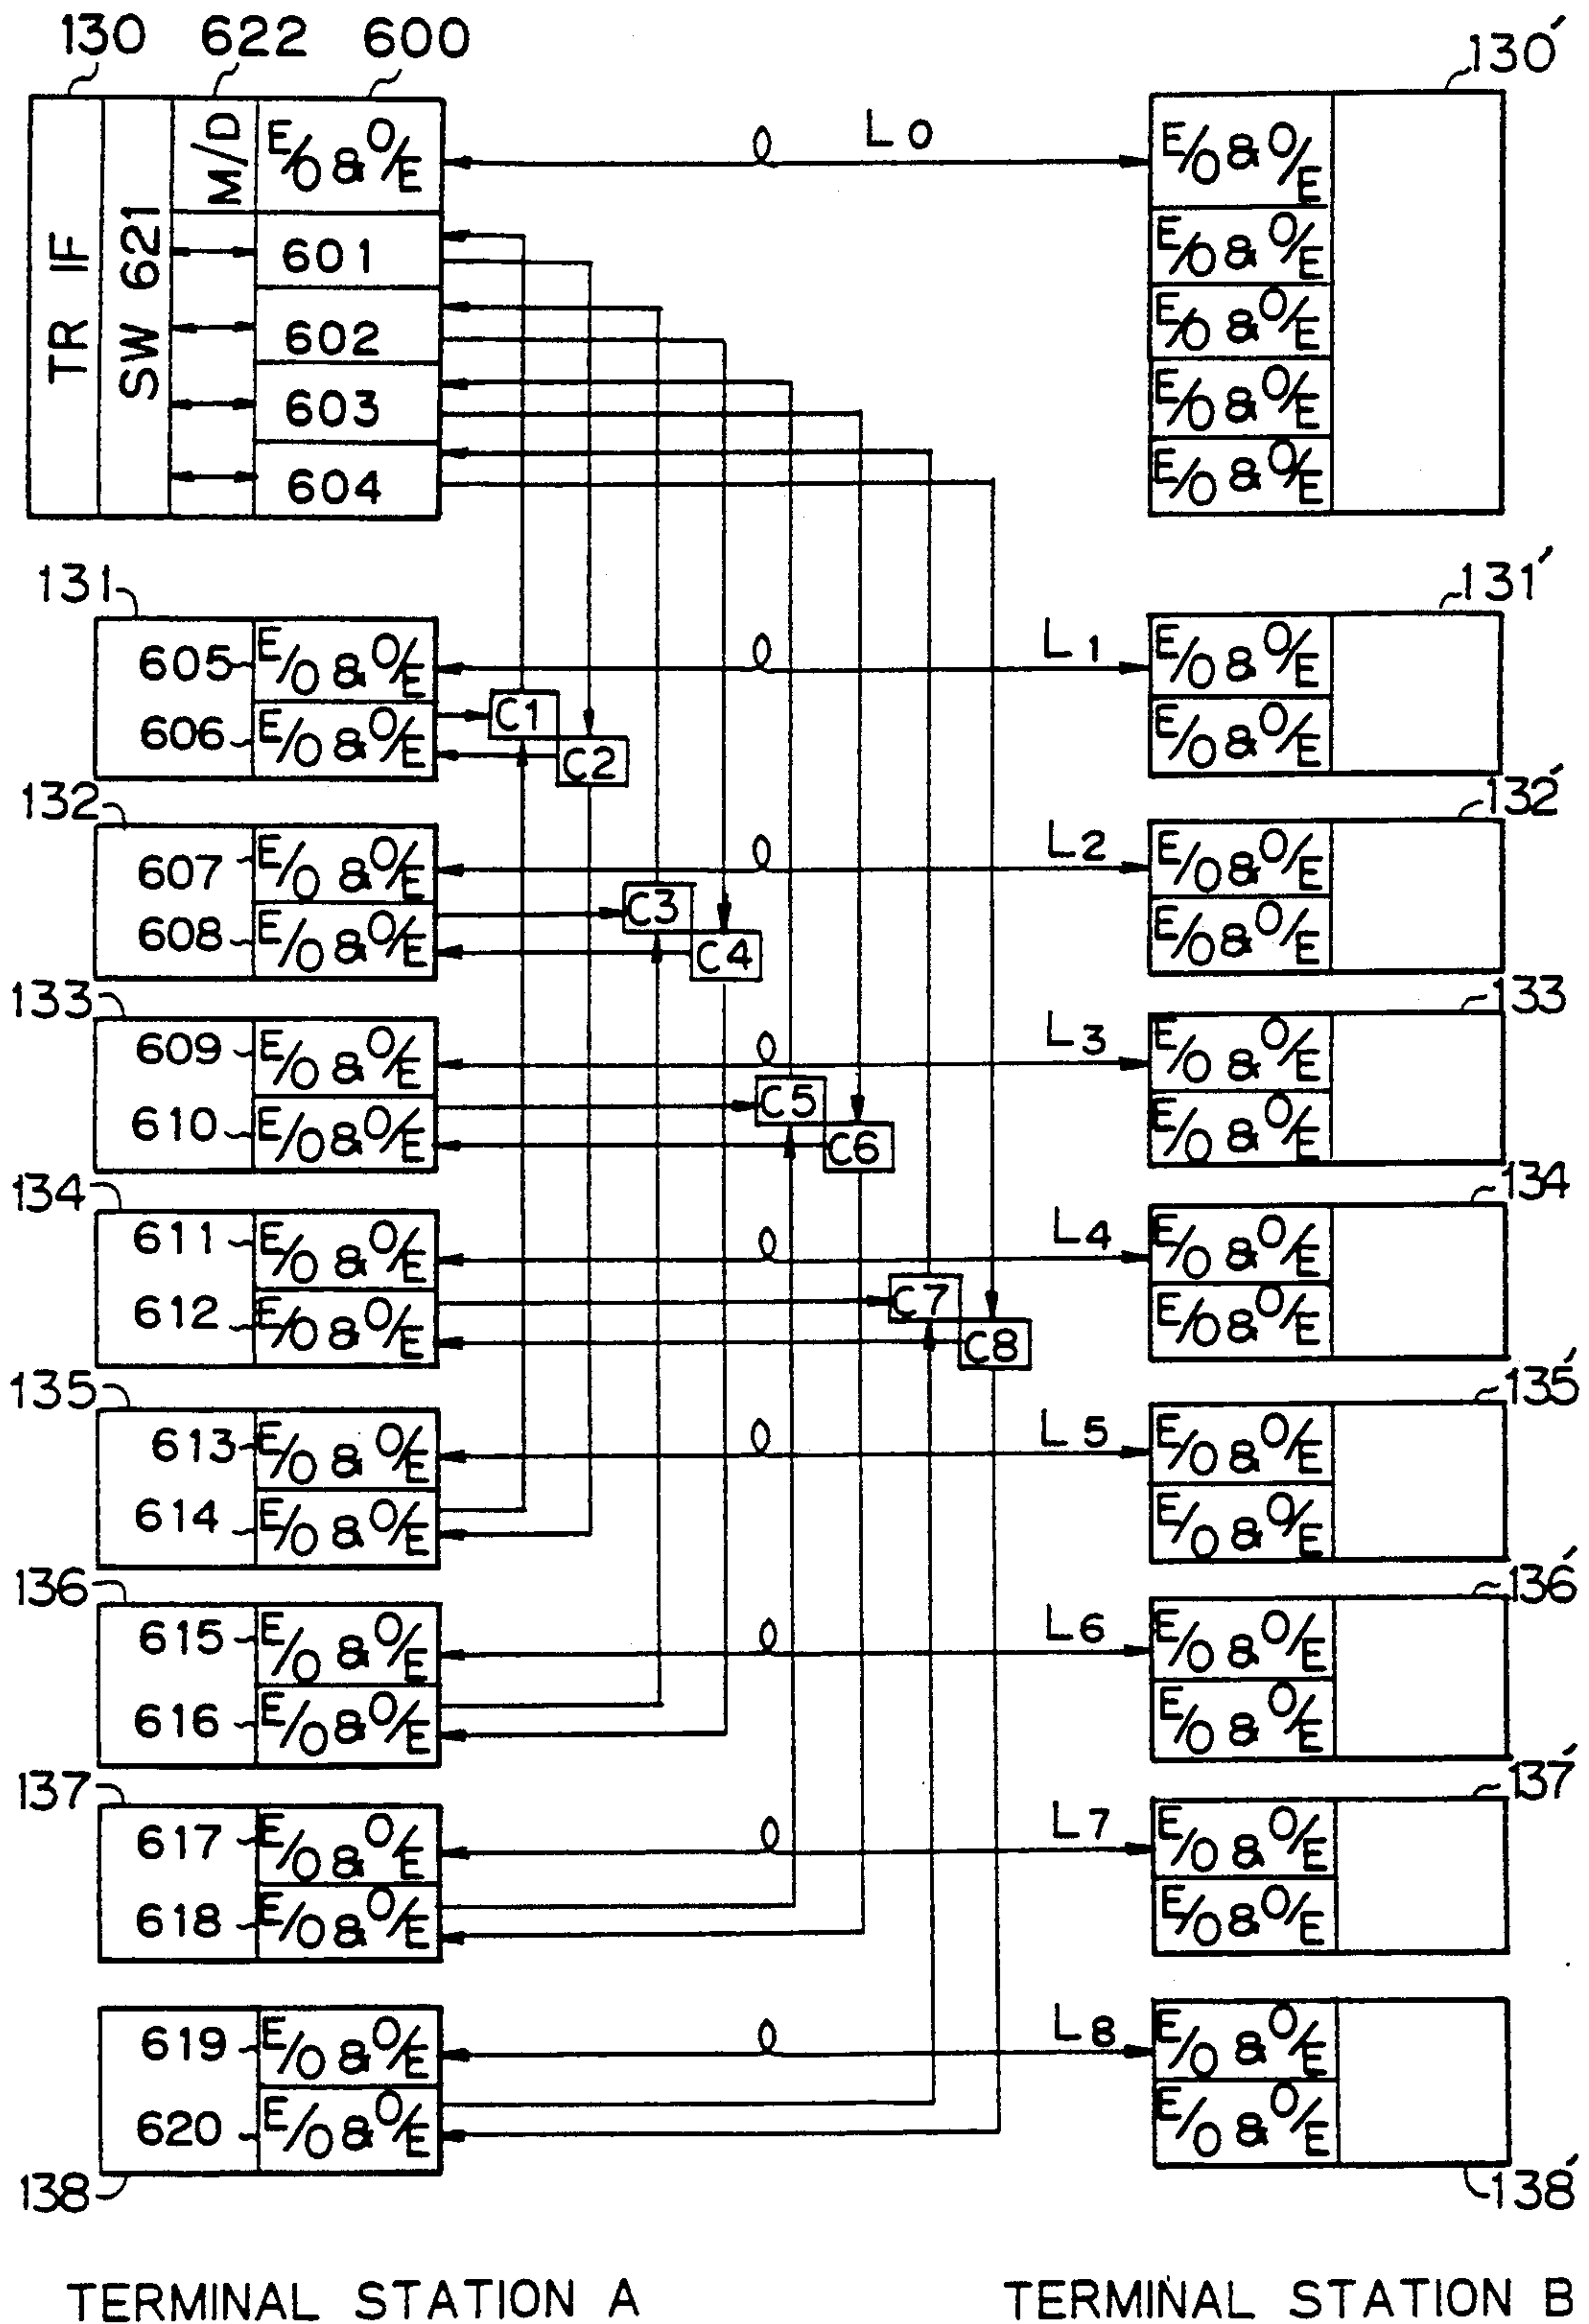 130 622 600 130′
TR IF SW 621 M/D E/O & O/E L0 E/O & O/E
601 E/O & O/E
602 E/O & O/E
603 E/O & O/E
604 E/O & O/E
131 131′
605 E/O & O/E L1 E/O & O/E
606 E/O & O/E C1 E/O & O/E
C2
132 132′
607 E/O & O/E L2 E/O & O/E
608 E/O & O/E C3 E/O & O/E
C4
133 133
609 E/O & O/E L3 E/O & O/E
610 E/O & O/E C5 E/O & O/E
C6
134 134
611 E/O & O/E L4 E/O & O/E
612 E/O & O/E C7 E/O & O/E
C8
135 135′
613 E/O & O/E L5 E/O & O/E
614 E/O & O/E E/O & O/E
136 136′
615 E/O & O/E L6 E/O & O/E
616 E/O & O/E E/O & O/E
137 137′
617 E/O & O/E L7 E/O & O/E
618 E/O & O/E E/O & O/E
619 E/O & O/E L8 E/O & O/E
620 E/O & O/E E/O & O/E
138 138′
TERMINAL STATION A TERMINAL STATION B